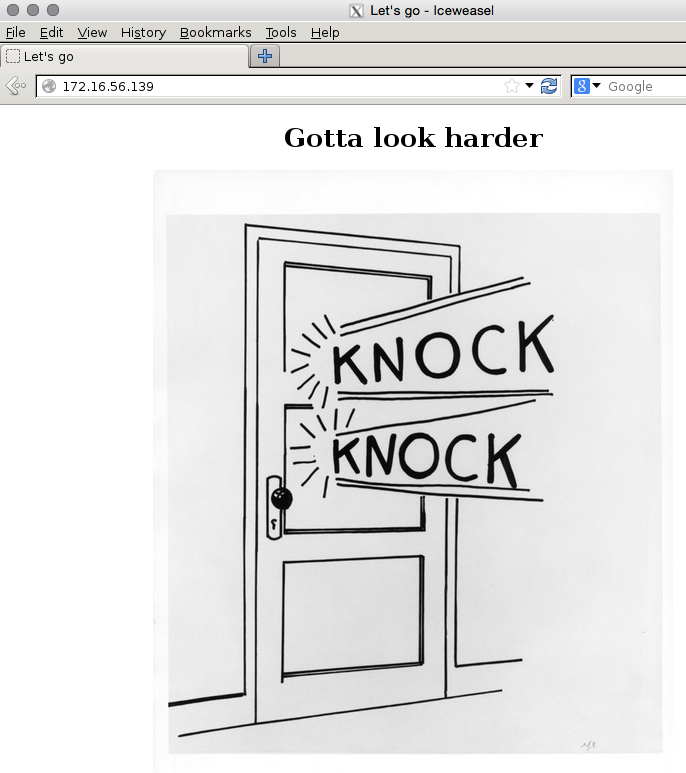 Let's go - Iceweasel
File Edit View History Bookmarks Tools Help
Let's go
172.16.56.139
8 Google
Gotta look harder
KNOCK
KNOCK